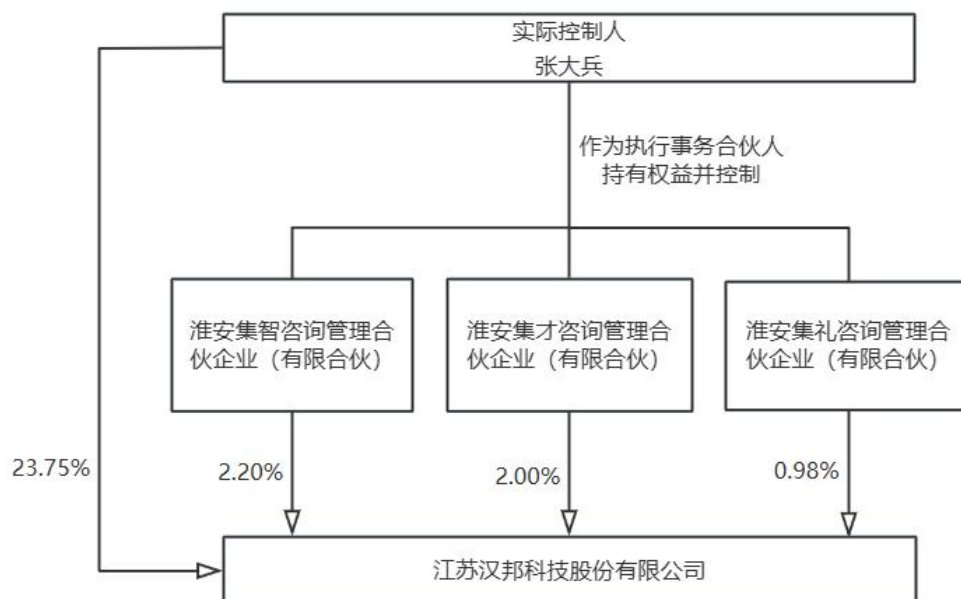 实际控制人
张大兵
作为执行事务合伙人
持有权益并控制
淮安集智咨询管理合
伙企业（有限合伙）
淮安集才咨询管理合
伙企业（有限合伙）
淮安集礼咨询管理合
伙企业（有限合伙）
23.75%
2.20%
2.00%
0.98%
江苏汉邦科技股份有限公司